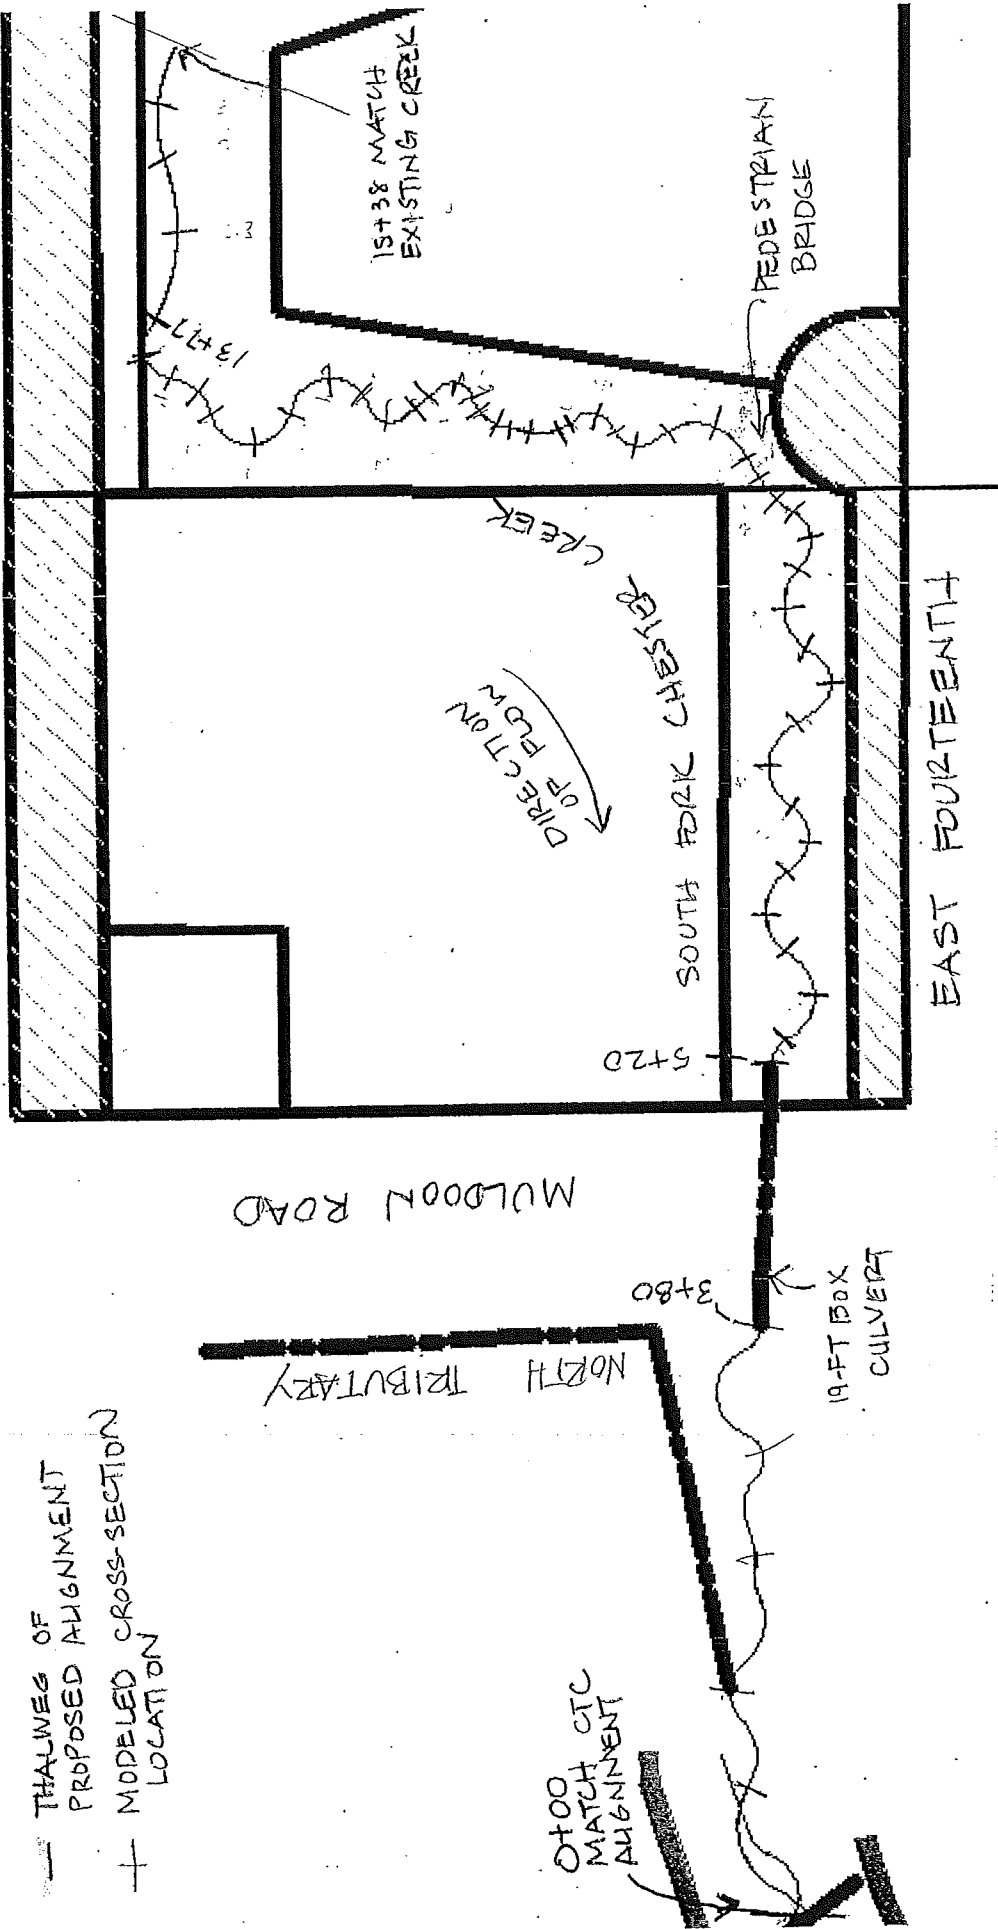 — THALWEG OF
PROPOSED ALIGNMENT
+ MODELED CROSS-SECTION
LOCATION
0+00
MATCH CTC
ALIGNMENT
NORTH TRIBUTARY
3+80
19-FT BOX
CULVERT
MULDOON ROAD
5+20
SOUTH FORK CHESTER CREEK
DIRECTION
OF FLOW
EAST FOURTEENTH
PEDESTRIAN
BRIDGE
13+77
15+38 MATCH
EXISTING CREEK